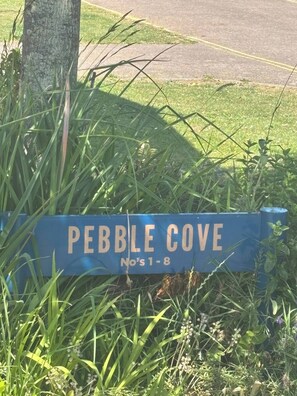 PEBBLE COVE
No's 1 - 8